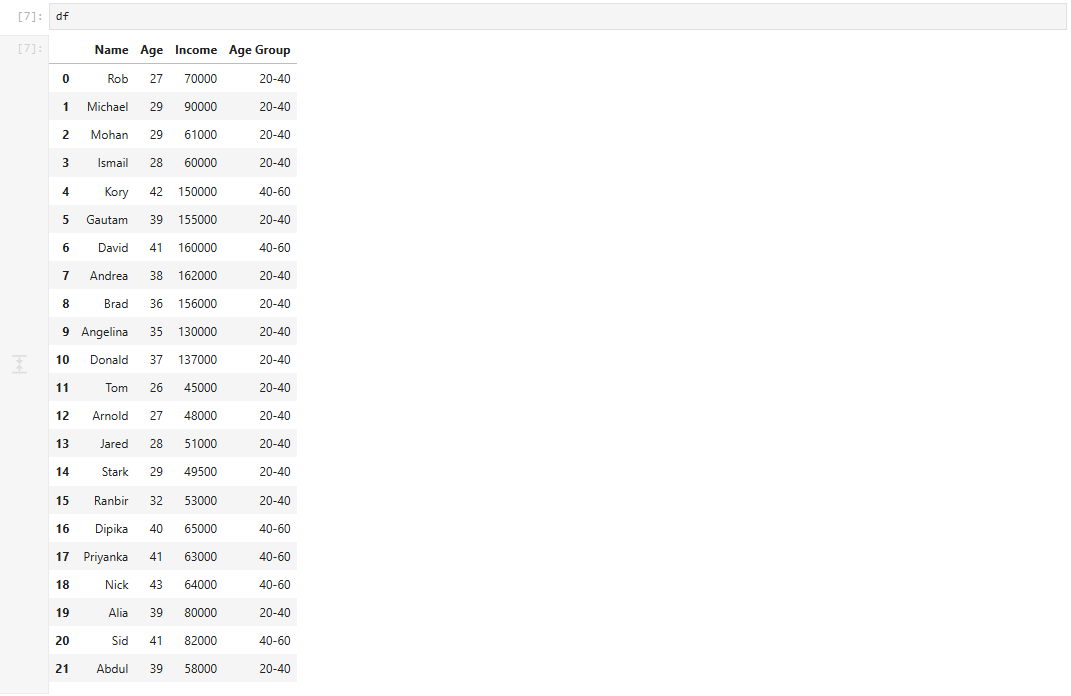 [7]: df
[7]:
Name Age Income Age Group
0 Rob 27 70000 20-40
1 Michael 29 90000 20-40
2 Mohan 29 61000 20-40
3 Ismail 28 60000 20-40
4 Kory 42 150000 40-60
5 Gautam 39 155000 20-40
6 David 41 160000 40-60
7 Andrea 38 162000 20-40
8 Brad 36 156000 20-40
9 Angelina 35 130000 20-40
10 Donald 37 137000 20-40
11 Tom 26 45000 20-40
12 Arnold 27 48000 20-40
13 Jared 28 51000 20-40
14 Stark 29 49500 20-40
15 Ranbir 32 53000 20-40
16 Dipika 40 65000 40-60
17 Priyanka 41 63000 40-60
18 Nick 43 64000 40-60
19 Alia 39 80000 20-40
20 Sid 41 82000 40-60
21 Abdul 39 58000 20-40